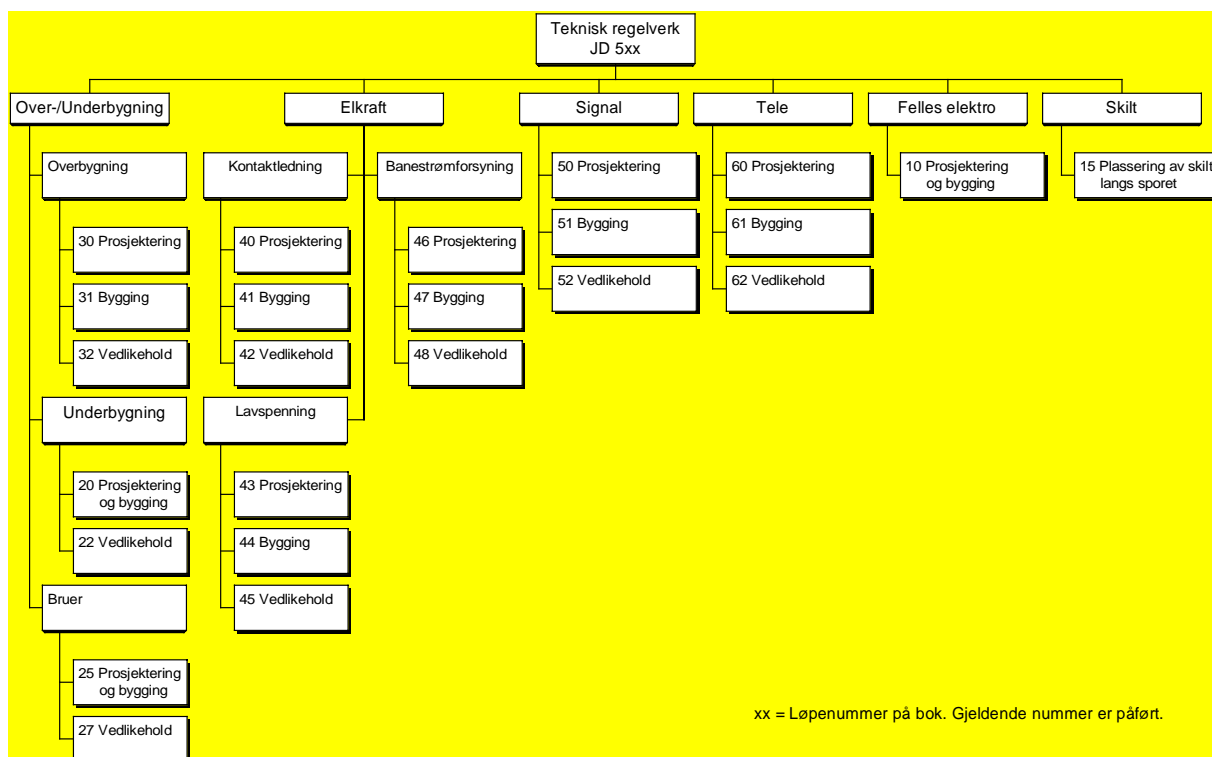 Teknisk regelverk
JD 5xx
Over-/Underbygning
Elkraft
Signal
Tele
Felles elektro
Skilt
Overbygning
30 Prosjektering
31 Bygging
32 Vedlikehold
Underbygning
20 Prosjektering
og bygging
22 Vedlikehold
Bruer
25 Prosjektering
og bygging
27 Vedlikehold
Kontaktledning
40 Prosjektering
41 Bygging
42 Vedlikehold
Lavspenning
43 Prosjektering
44 Bygging
45 Vedlikehold
Banestrømforsyning
46 Prosjektering
47 Bygging
48 Vedlikehold
50 Prosjektering
51 Bygging
52 Vedlikehold
60 Prosjektering
61 Bygging
62 Vedlikehold
10 Prosjektering
og bygging
15 Plassering av skilt
langs sporet
xx = Løpenummer på bok. Gjeldende nummer er påført.